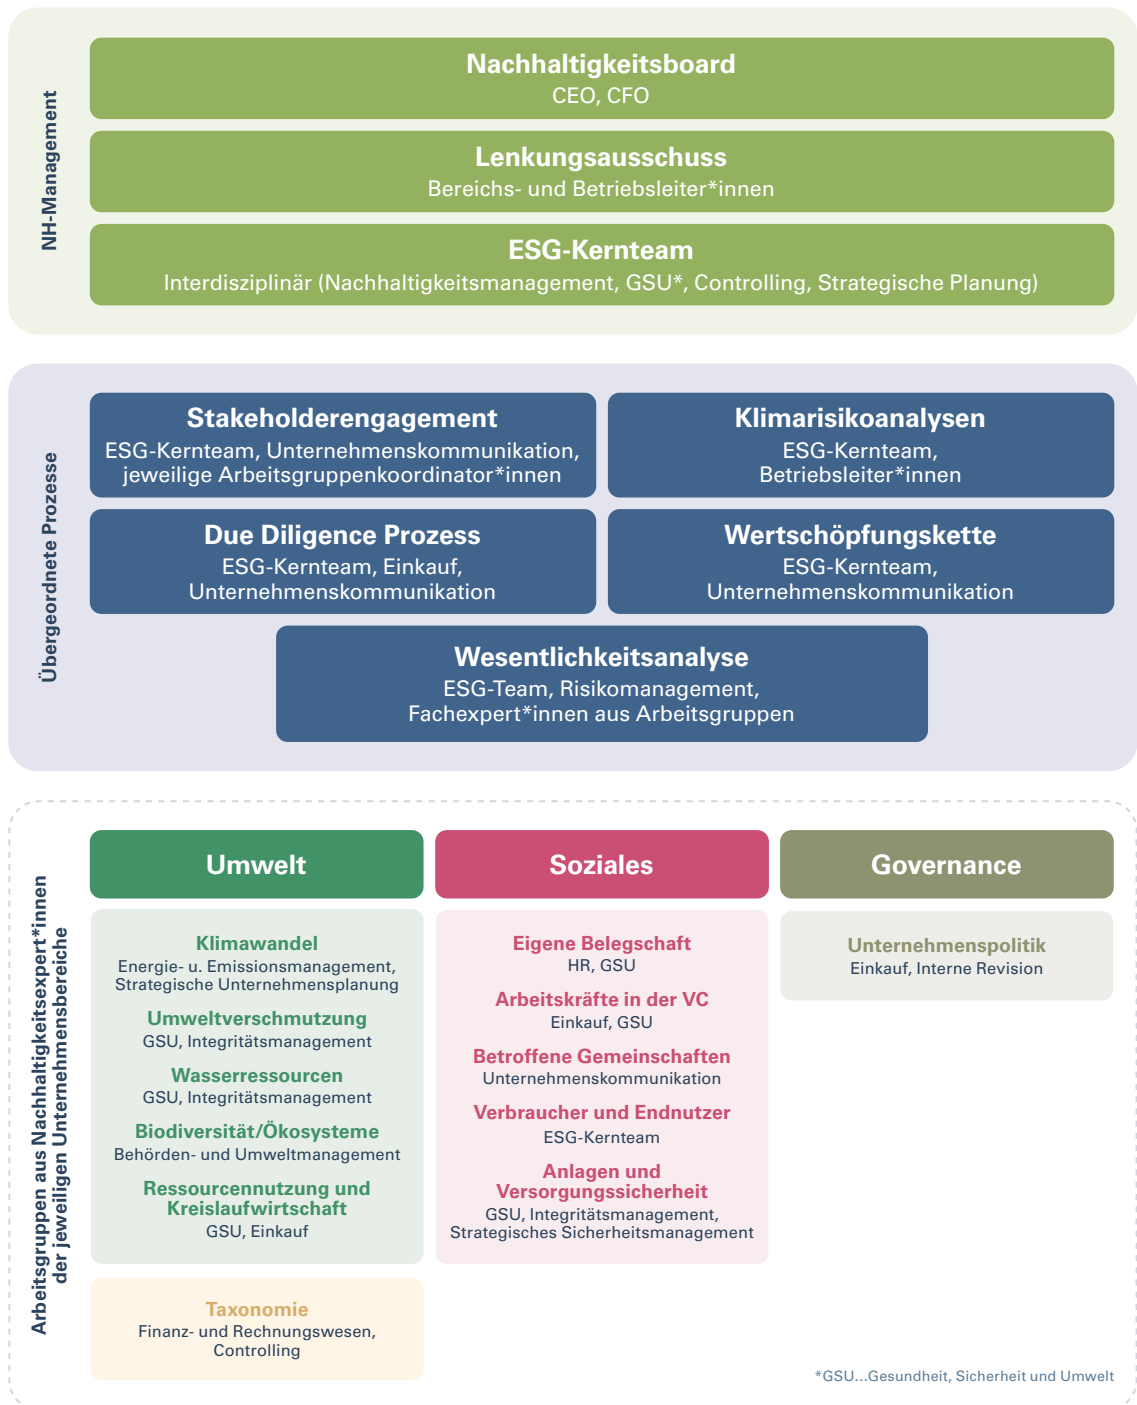 NH-Management
Nachhaltigkeitsboard
CEO, CFO
Lenkungsausschuss
Bereichs- und Betriebsleiter*innen
ESG-Kernteam
Interdisziplinär (Nachhaltigkeitsmanagement, GSU*, Controlling, Strategische Planung)
Übergeordnete Prozesse
Stakeholderengagement
ESG-Kernteam, Unternehmenskommunikation,
jeweilige Arbeitsgruppenkoordinator*innen
Klimarisikoanalysen
ESG-Kernteam,
Betriebsleiter*innen
Due Diligence Prozess
ESG-Kernteam, Einkauf,
Unternehmenskommunikation
Wertschöpfungskette
ESG-Kernteam,
Unternehmenskommunikation
Wesentlichkeitsanalyse
ESG-Team, Risikomanagement,
Fachexpert*innen aus Arbeitsgruppen
Arbeitsgruppen aus Nachhaltigkeitsexpert*innen
der jeweiligen Unternehmensbereiche
Umwelt
Klimawandel
Energie- u. Emissionsmanagement,
Strategische Unternehmensplanung
Umweltverschmutzung
GSU, Integritätsmanagement
Wasserressourcen
GSU, Integritätsmanagement
Biodiversität/Ökosysteme
Behörden- und Umweltmanagement
Ressourcennutzung und
Kreislaufwirtschaft
GSU, Einkauf
Taxonomie
Finanz- und Rechnungswesen,
Controlling
Soziales
Eigene Belegschaft
HR, GSU
Arbeitskräfte in der VC
Einkauf, GSU
Betroffene Gemeinschaften
Unternehmenskommunikation
Verbraucher und Endnutzer
ESG-Kernteam
Anlagen und
Versorgungssicherheit
GSU, Integritätsmanagement,
Strategisches Sicherheitsmanagement
Governance
Unternehmenspolitik
Einkauf, Interne Revision
*GSU...Gesundheit, Sicherheit und Umwelt